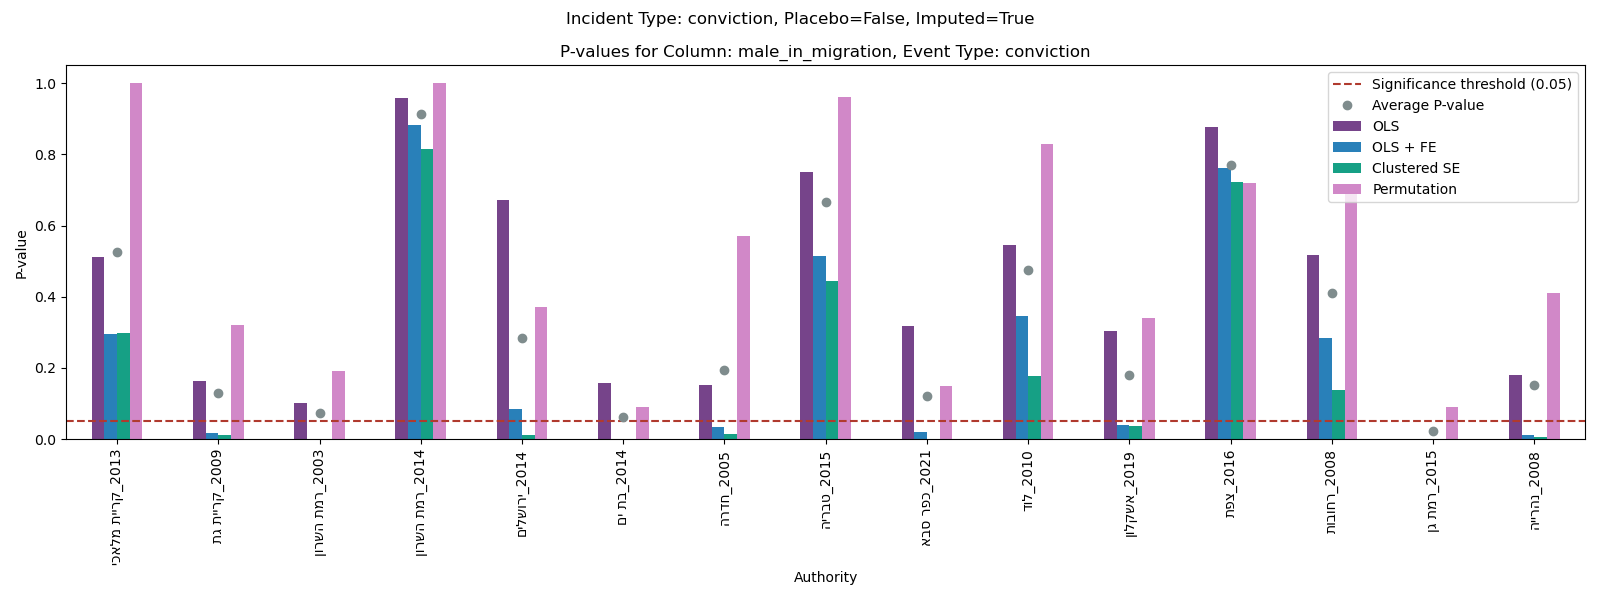 Incident Type: conviction, Placebo=False, Imputed=True
P-values for Column: male_in_migration, Event Type: conviction
Significance threshold (0.05)
Average P-value
OLS
OLS + FE
Clustered SE
Permutation
P-value
1.0
0.8
0.6
0.4
0.2
0.0
קריית מלאכי_2013
קריית גת_2009
רמת השרון_2003
רמת השרון_2014
ירושלים_2014
בת ים_2014
חדרה_2005
טבריה_2015
כפר סבא_2021
לוד_2010
אשקלון_2019
צפת_2016
רחובות_2008
רמת גן_2015
נהרייה_2008
Authority